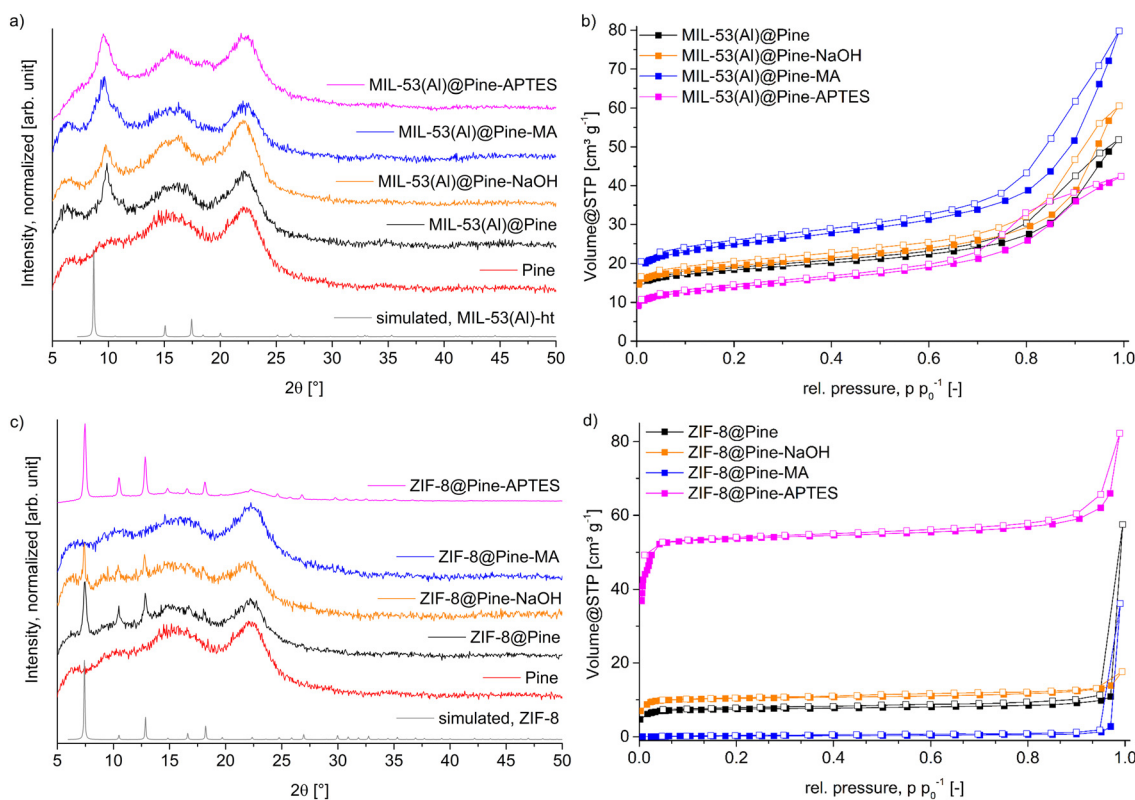 a)
Intensity, normalized [arb. unit]
MIL-53(Al)@Pine-APTES
MIL-53(Al)@Pine-MA
MIL-53(Al)@Pine-NaOH
MIL-53(Al)@Pine
Pine
simulated, MIL-53(Al)-ht
5 10 15 20 25 30 35 40 45 50
2θ [°]
b)
MIL-53(Al)@Pine
MIL-53(Al)@Pine-NaOH
MIL-53(Al)@Pine-MA
MIL-53(Al)@Pine-APTES
Volume@STP [cm³ g⁻¹]
80
70
60
50
40
30
20
10
0
0.0 0.2 0.4 0.6 0.8 1.0
rel. pressure, p p₀⁻¹ [-]
c)
Intensity, normalized [arb. unit]
ZIF-8@Pine-APTES
ZIF-8@Pine-MA
ZIF-8@Pine-NaOH
ZIF-8@Pine
Pine
simulated, ZIF-8
5 10 15 20 25 30 35 40 45 50
2θ [°]
d)
ZIF-8@Pine
ZIF-8@Pine-NaOH
ZIF-8@Pine-MA
ZIF-8@Pine-APTES
Volume@STP [cm³ g⁻¹]
80
60
40
20
0
0.0 0.2 0.4 0.6 0.8 1.0
rel. pressure, p p₀⁻¹ [-]